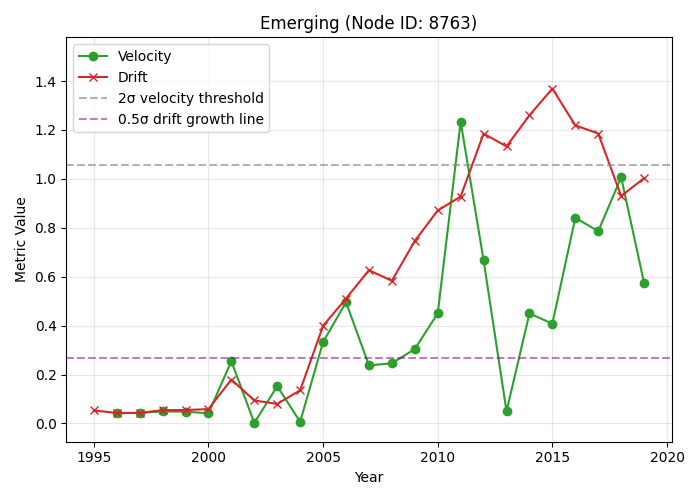 Emerging (Node ID: 8763)
Velocity
Drift
2σ velocity threshold
0.5σ drift growth line
Metric Value
1.4
1.2
1.0
0.8
0.6
0.4
0.2
0.0
1995 2000 2005 2010 2015 2020
Year